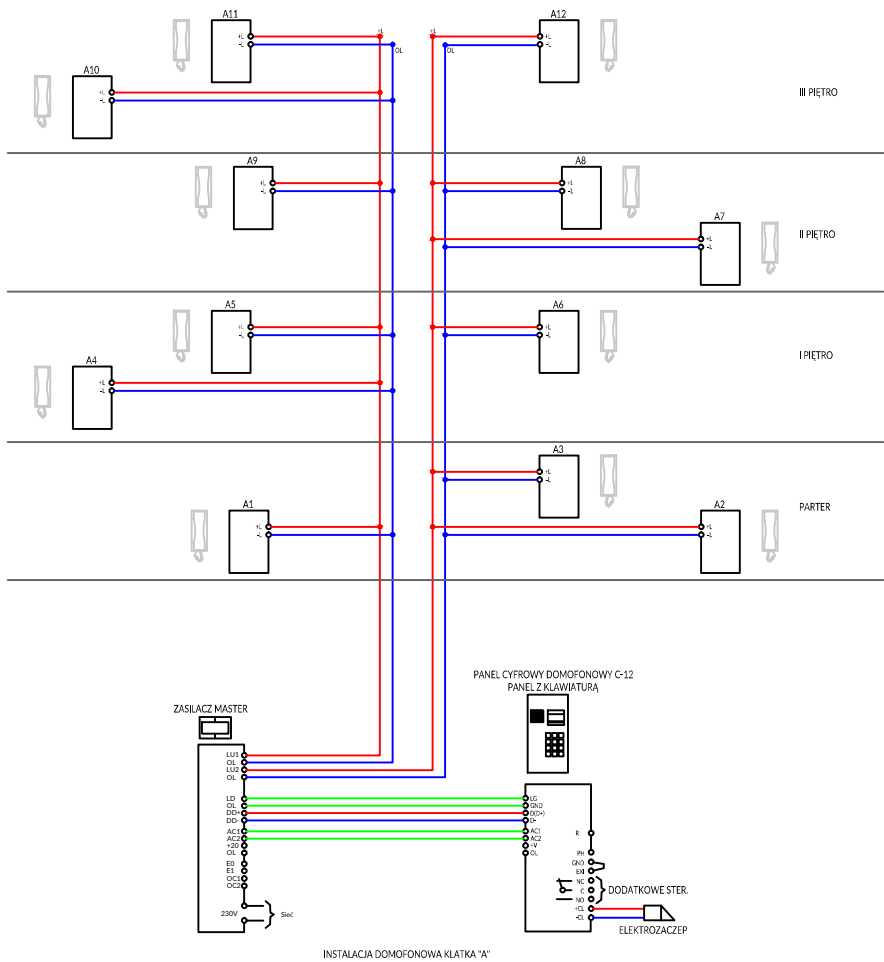 A11
+L
-L
+L
OL
A12
+L
OL
+L
-L
A10
+L
-L
III PIĘTRO
A9
+L
-L
A8
+L
-L
A7
+L
-L
II PIĘTRO
A5
+L
-L
A6
+L
-L
A4
+L
-L
I PIĘTRO
A3
+L
-L
A1
+L
-L
A2
+L
-L
PARTER
PANEL CYFROWY DOMOFONOWY C-12
PANEL Z KLAWIATURĄ
ZASILACZ MASTER
LU1
OL
LU2
OL
LD
OL
DD+
DD-
AC1
AC2
+20
OL
E0
E1
OC1
OC2
230V
Sieć
LG
GND
D(D+)
D-
AC1
AC2
+V
OL
R
PH
GND
EXI
NC
C
NO
DODATKOWE STER.
+CL
-CL
ELEKTROZACZEP
INSTALACJA DOMOFONOWA KLATKA "A"